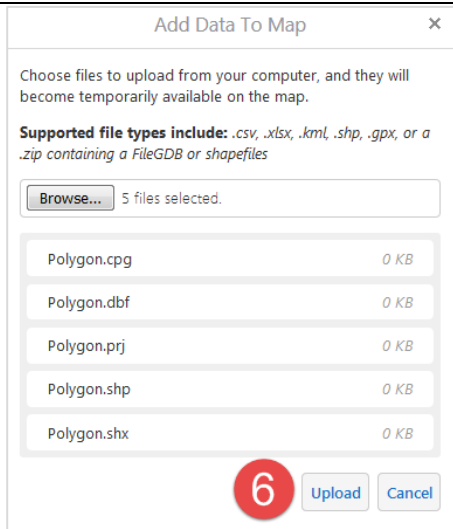 Add Data To Map ×
Choose files to upload from your computer, and they will
become temporarily available on the map.
Supported file types include: .csv, .xlsx, .kml, .shp, .gpx, or a
.zip containing a FileGDB or shapefiles
Browse... 5 files selected.
Polygon.cpg 0 KB
Polygon.dbf 0 KB
Polygon.prj 0 KB
Polygon.shp 0 KB
Polygon.shx 0 KB
6 Upload Cancel